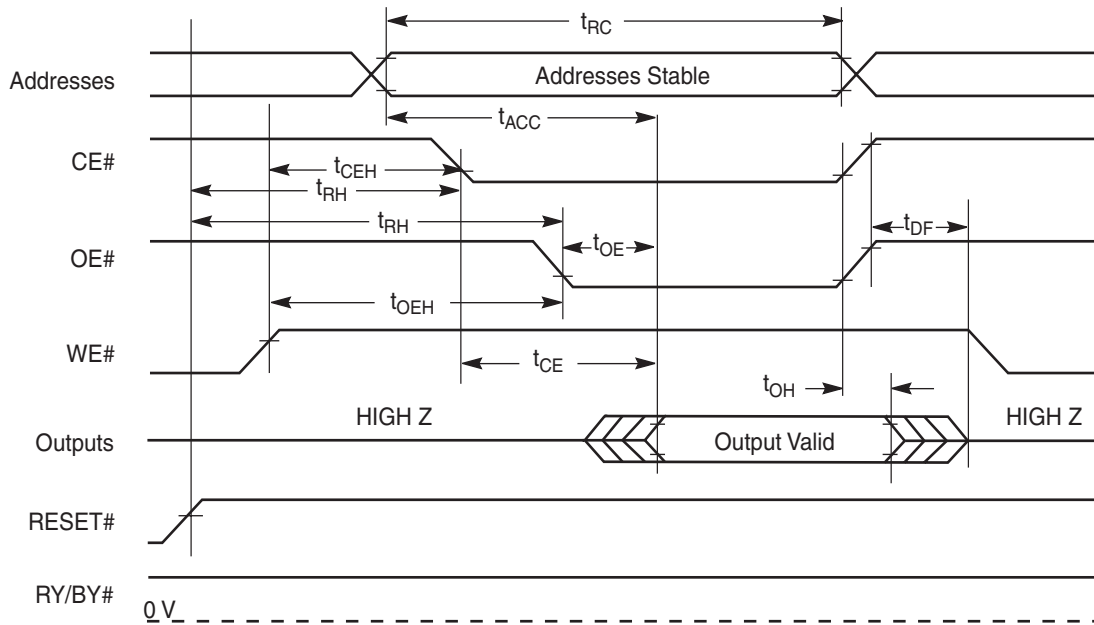 tRC
Addresses
Addresses Stable
tACC
CE#
tCEH
tRH
tRH
tDF
OE#
tOE
tOEH
WE#
tCE
tOH
HIGH Z
HIGH Z
Outputs
Output Valid
RESET#
RY/BY#
0 V